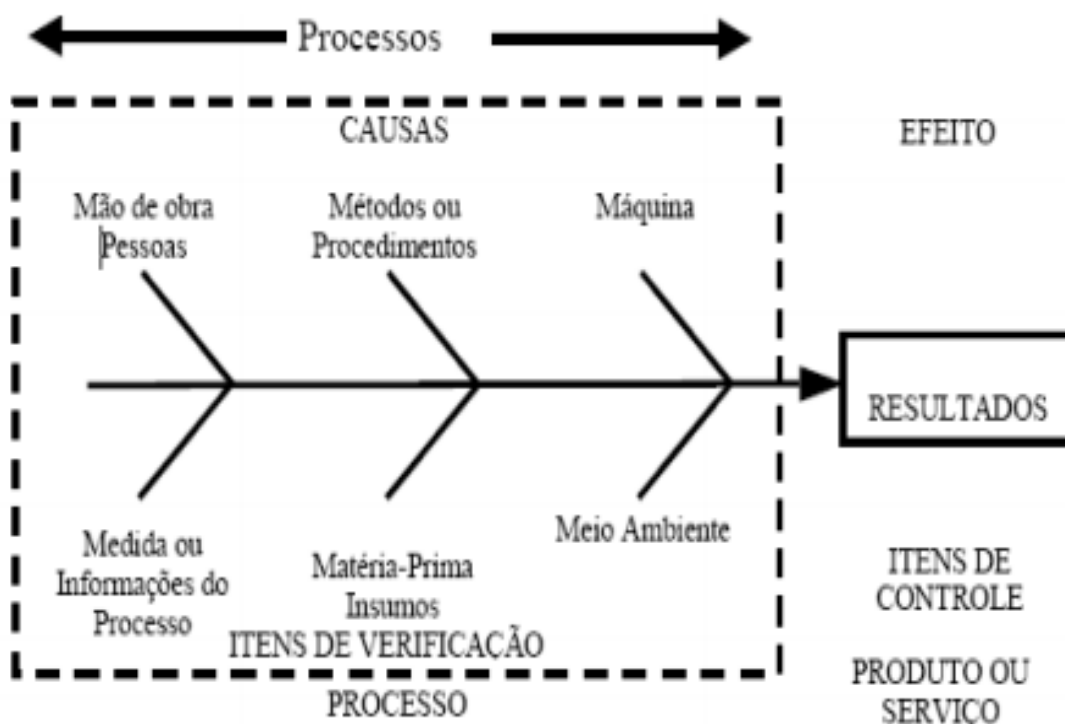 Processos
CAUSAS
EFEITO
Mão de obra
Pessoas
Métodos ou
Procedimentos
Máquina
RESULTADOS
Medida ou
Informações do
Processo
Matéria-Prima
Insumos
Meio Ambiente
ITENS DE VERIFICAÇÃO
PROCESSO
ITENS DE
CONTROLE
PRODUTO OU
SERVIÇO